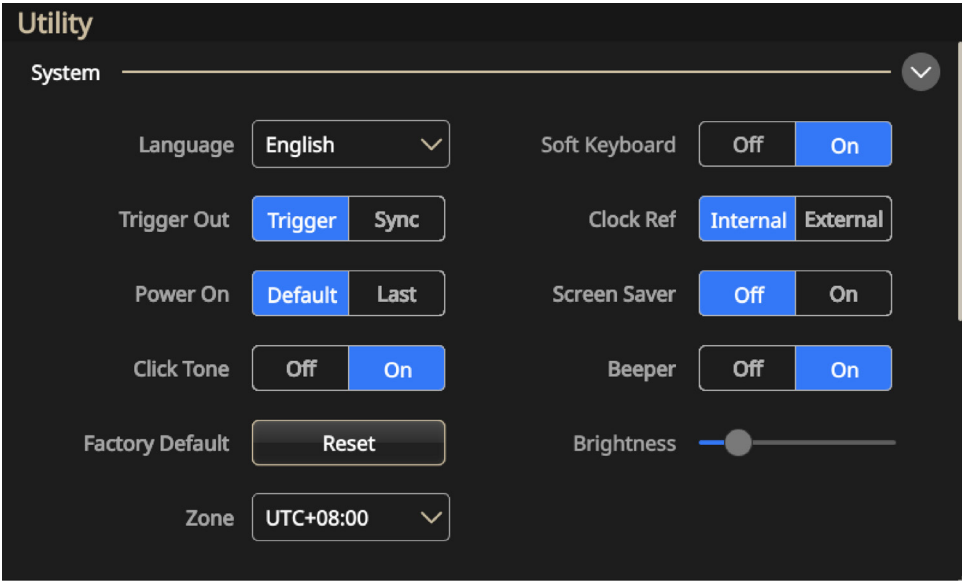 Utility
System
Language English Soft Keyboard Off On
Trigger Out Trigger Sync Clock Ref Internal External
Power On Default Last Screen Saver Off On
Click Tone Off On Beeper Off On
Factory Default Reset Brightness
Zone UTC+08:00